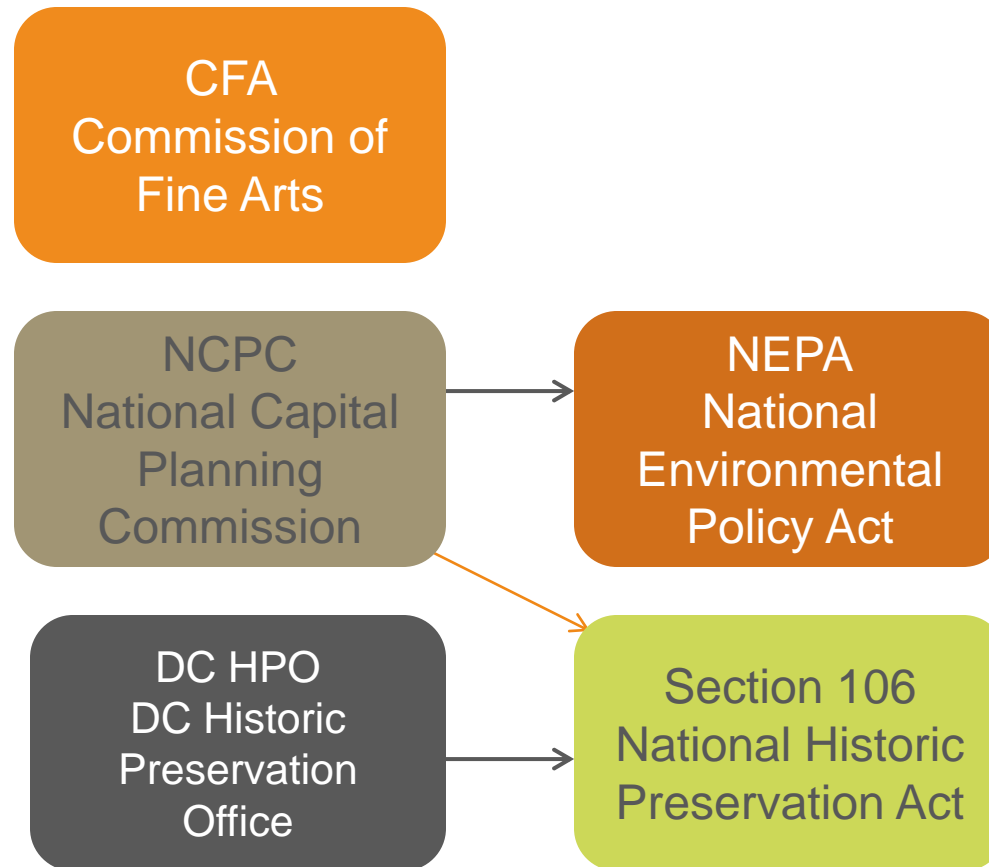 CFA
Commission of
Fine Arts
NCPC
National Capital
Planning
Commission
NEPA
National
Environmental
Policy Act
DC HPO
DC Historic
Preservation
Office
Section 106
National Historic
Preservation Act